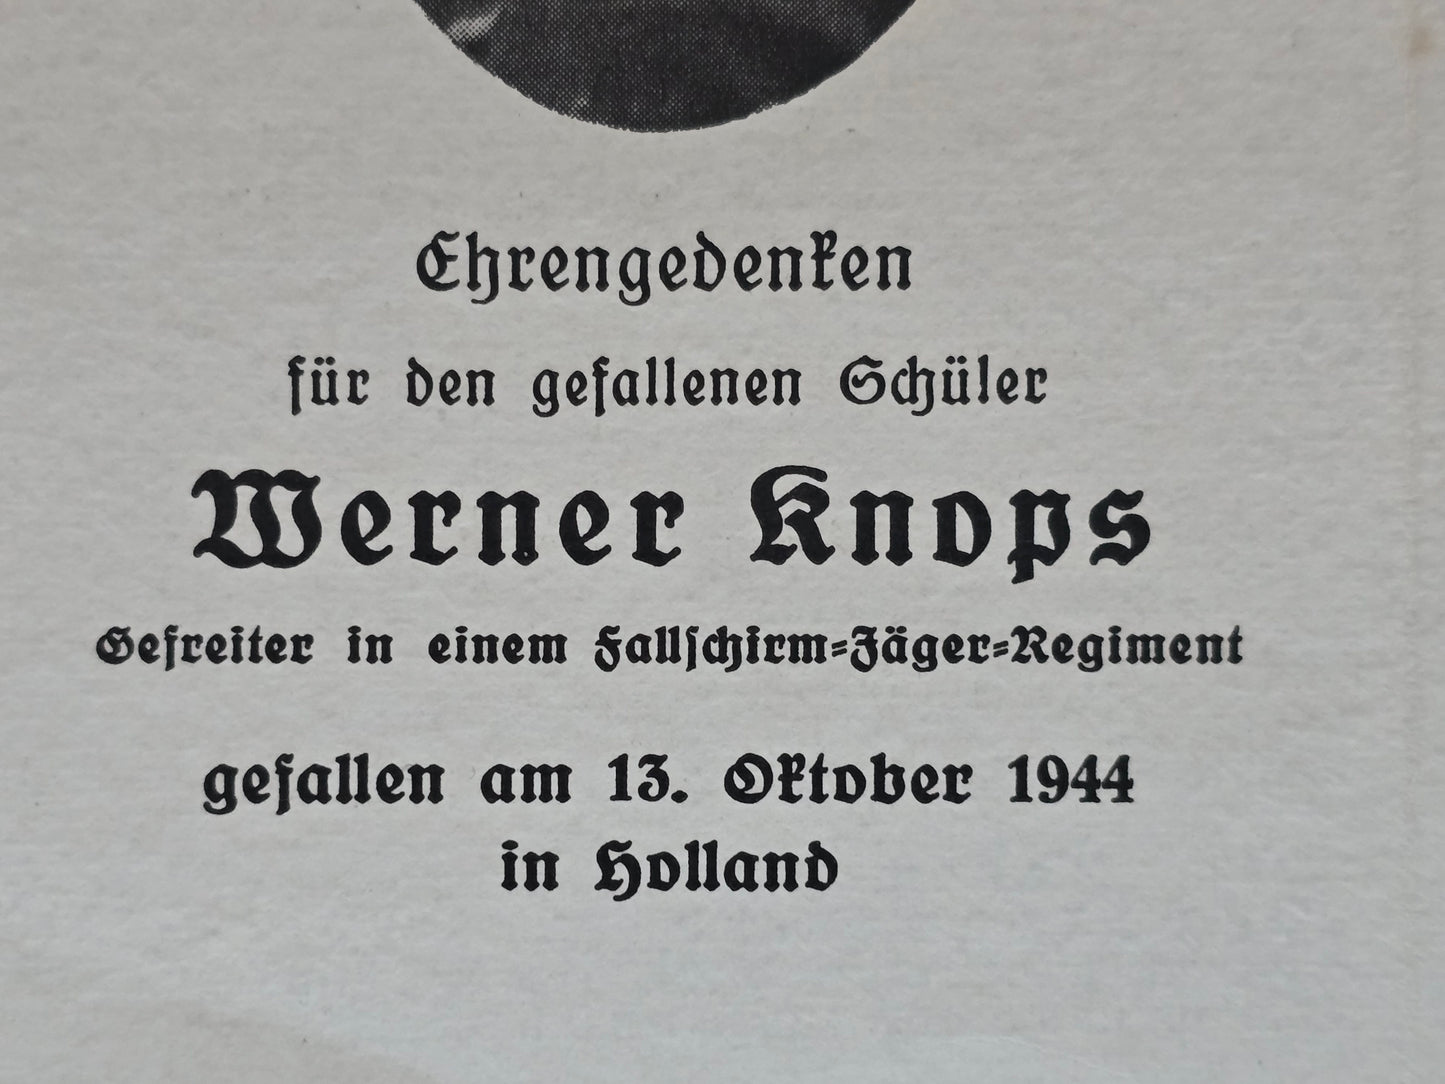 Ehrengedenken
für den gefallenen Schüler
Werner Knops
Gefreiter in einem Fallſchirm=Jäger=Regiment
gefallen am 13. Oktober 1944
in Holland